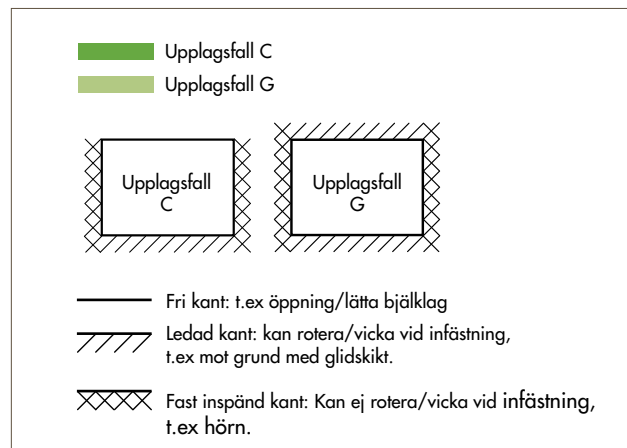 Upplagsfall C
Upplagsfall G
Upplagsfall
C
Upplagsfall
G
Fri kant: t.ex öppning/lätta bjälklag
Ledad kant: kan rotera/vicka vid infästning,
t.ex mot grund med glidskikt.
Fast inspänd kant: Kan ej rotera/vicka vid infästning,
t.ex hörn.